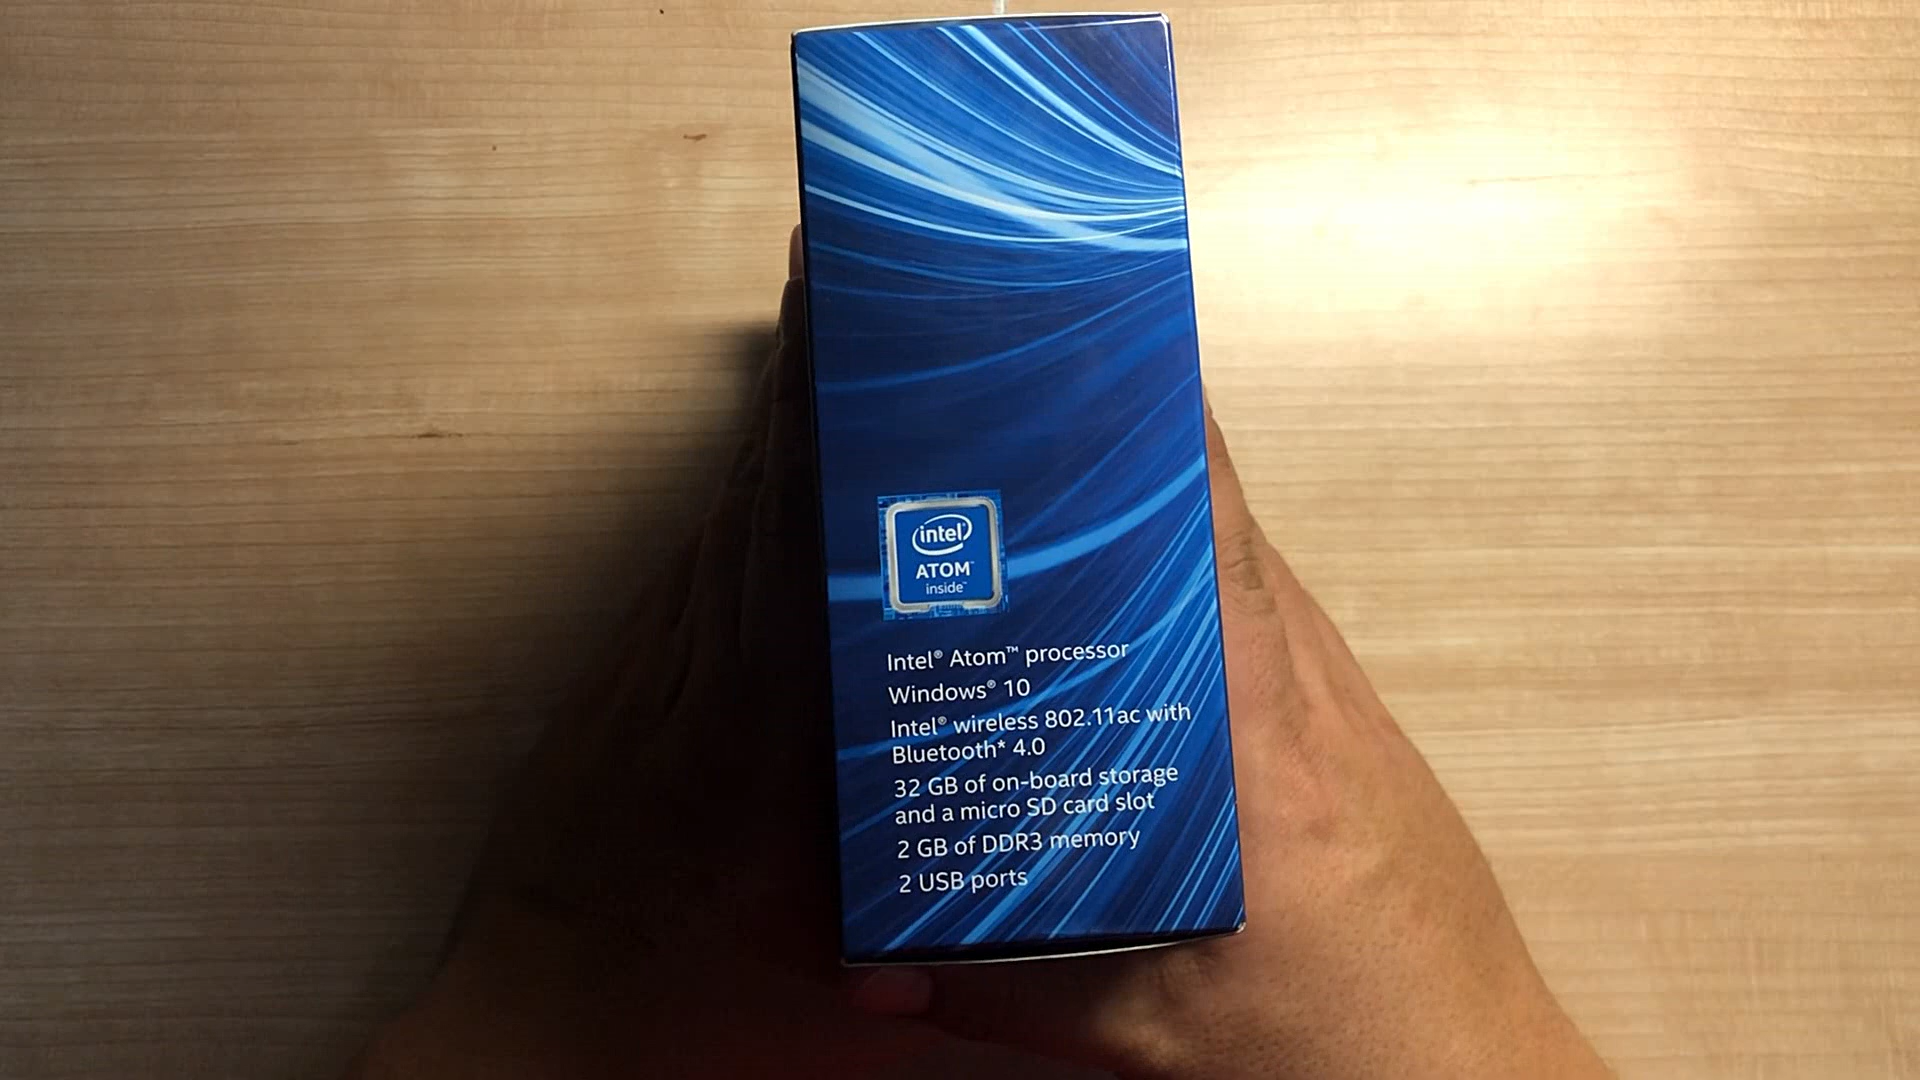 intel®
ATOM™
inside™
Intel® Atom™ processor
Windows® 10
Intel® wireless 802.11ac with
Bluetooth* 4.0
32 GB of on-board storage
and a micro SD card slot
2 GB of DDR3 memory
2 USB ports